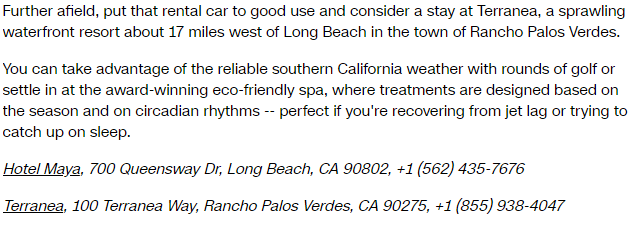 Further afield, put that rental car to good use and consider a stay at Terranea, a sprawling
waterfront resort about 17 miles west of Long Beach in the town of Rancho Palos Verdes.
You can take advantage of the reliable southern California weather with rounds of golf or
settle in at the award-winning eco-friendly spa, where treatments are designed based on
the season and on circadian rhythms -- perfect if you're recovering from jet lag or trying to
catch up on sleep.
Hotel Maya, 700 Queensway Dr, Long Beach, CA 90802, +1 (562) 435-7676
Terranea, 100 Terranea Way, Rancho Palos Verdes, CA 90275, +1 (855) 938-4047